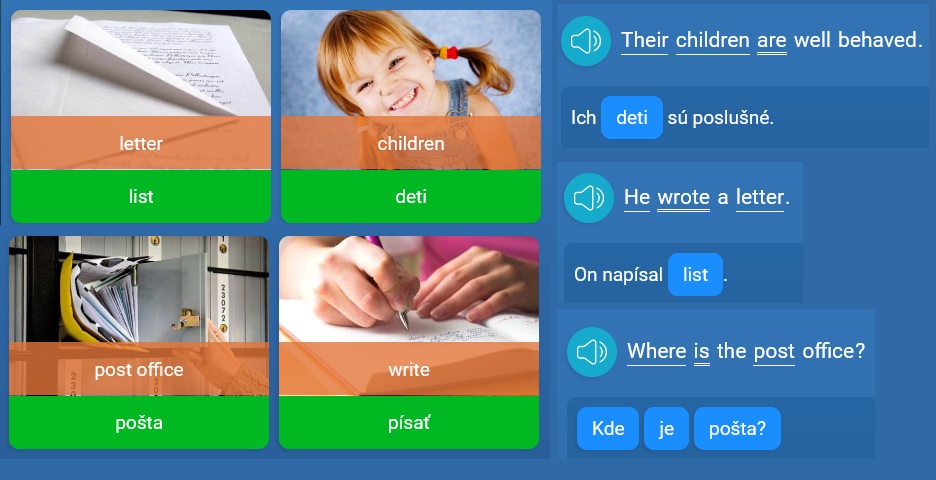 letter
list
children
deti
post office
pošta
write
písať
Their children are well behaved.
Ich deti sú poslušné.
He wrote a letter.
On napísal list .
Where is the post office?
Kde je pošta?